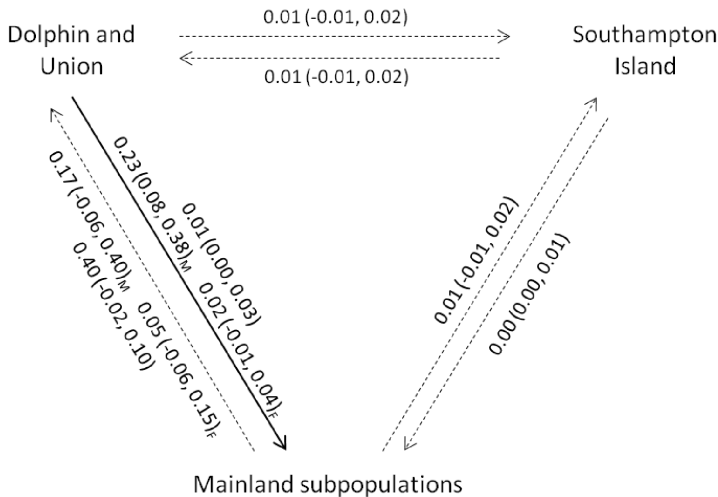 0.01 (-0.01, 0.02)
Dolphin and
Union
Southampton
Island
0.01 (-0.01, 0.02)
0.23 (0.08, 0.38)M
0.01 (0.00, 0.03)
0.02 (-0.01, 0.04)F
0.17 (-0.06, 0.40)M
0.40 (-0.02, 0.10)
0.05 (-0.06, 0.15)F
0.01 (-0.01, 0.02)
0.00 (0.00, 0.01)
Mainland subpopulations